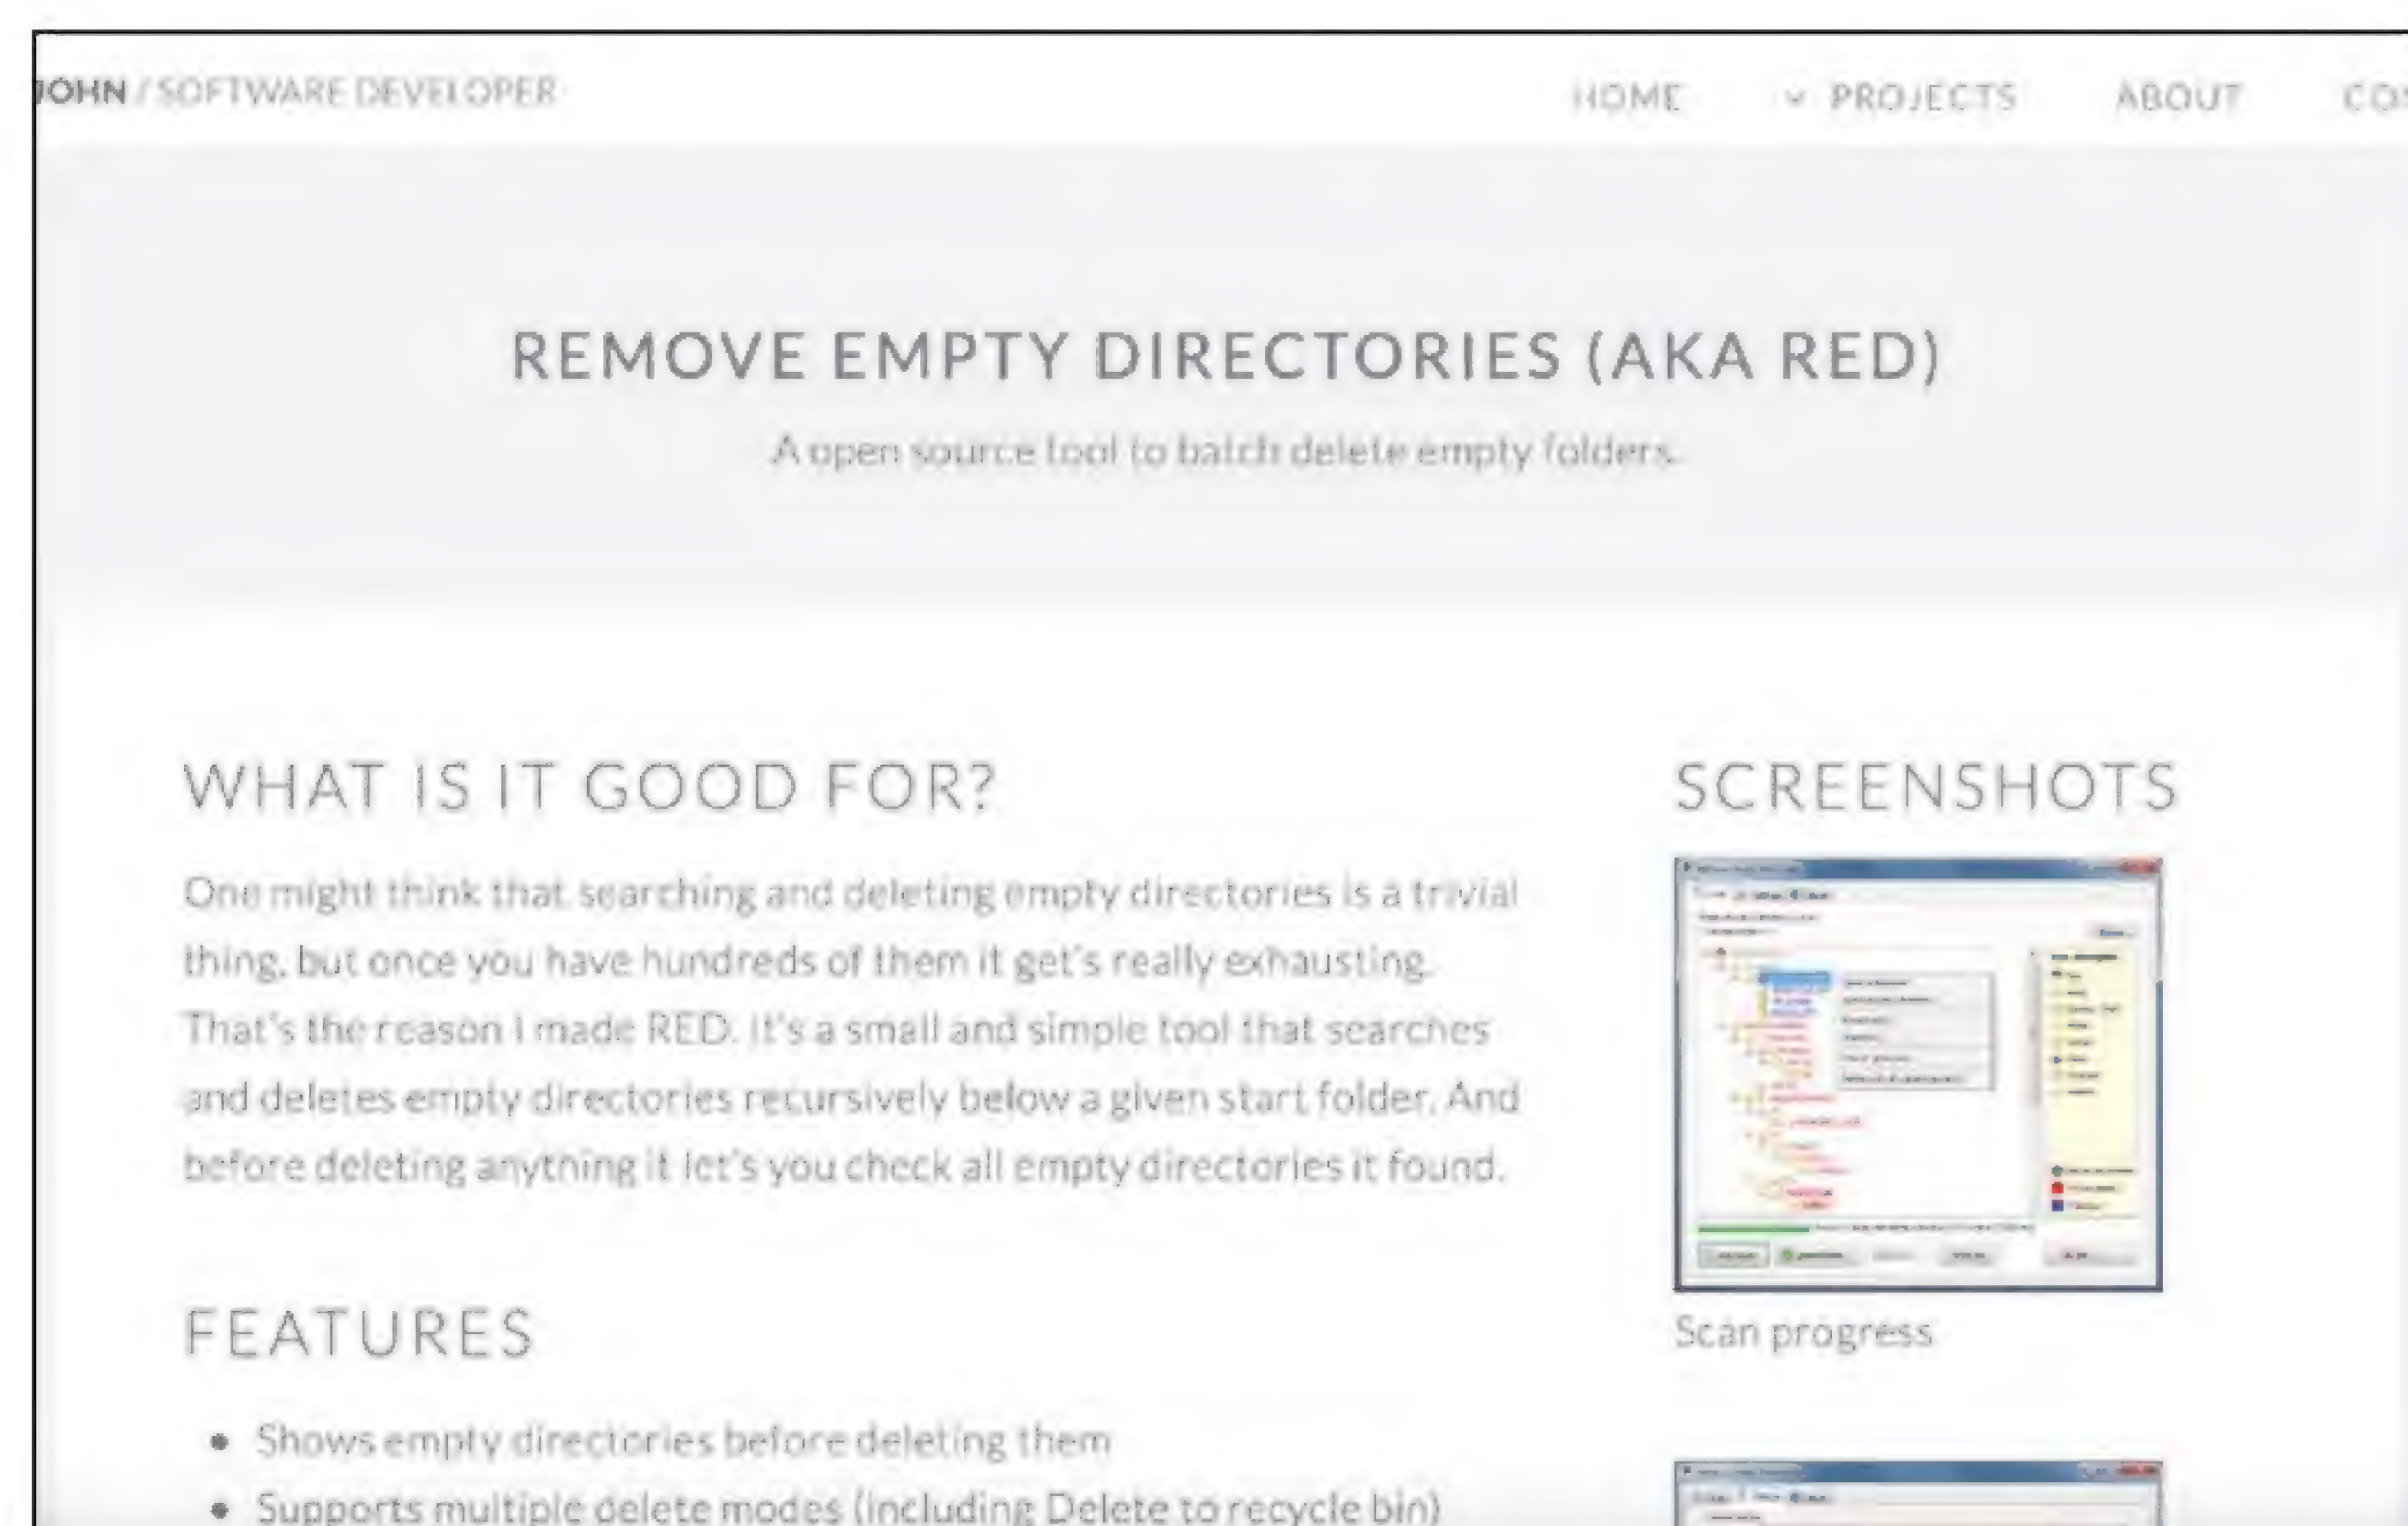 JOHN / SOFTWARE DEVELOPER
HOME PROJECTS ABOUT
REMOVE EMPTY DIRECTORIES (AKA RED)
A open source tool to batch delete empty folders.
WHAT IS IT GOOD FOR?
One might think that searching and deleting empty directories is a trivial
thing, but once you have hundreds of them it get's really exhausting.
That's the reason I made RED. It's a small and simple tool that searches
and deletes empty directories recursively below a given start folder. And
before deleting anything it let's you check all empty directories it found.
FEATURES
• Shows empty directories before deleting them
• Supports multiple delete modes (including Delete to recycle bin)
SCREENSHOTS
Scan progress